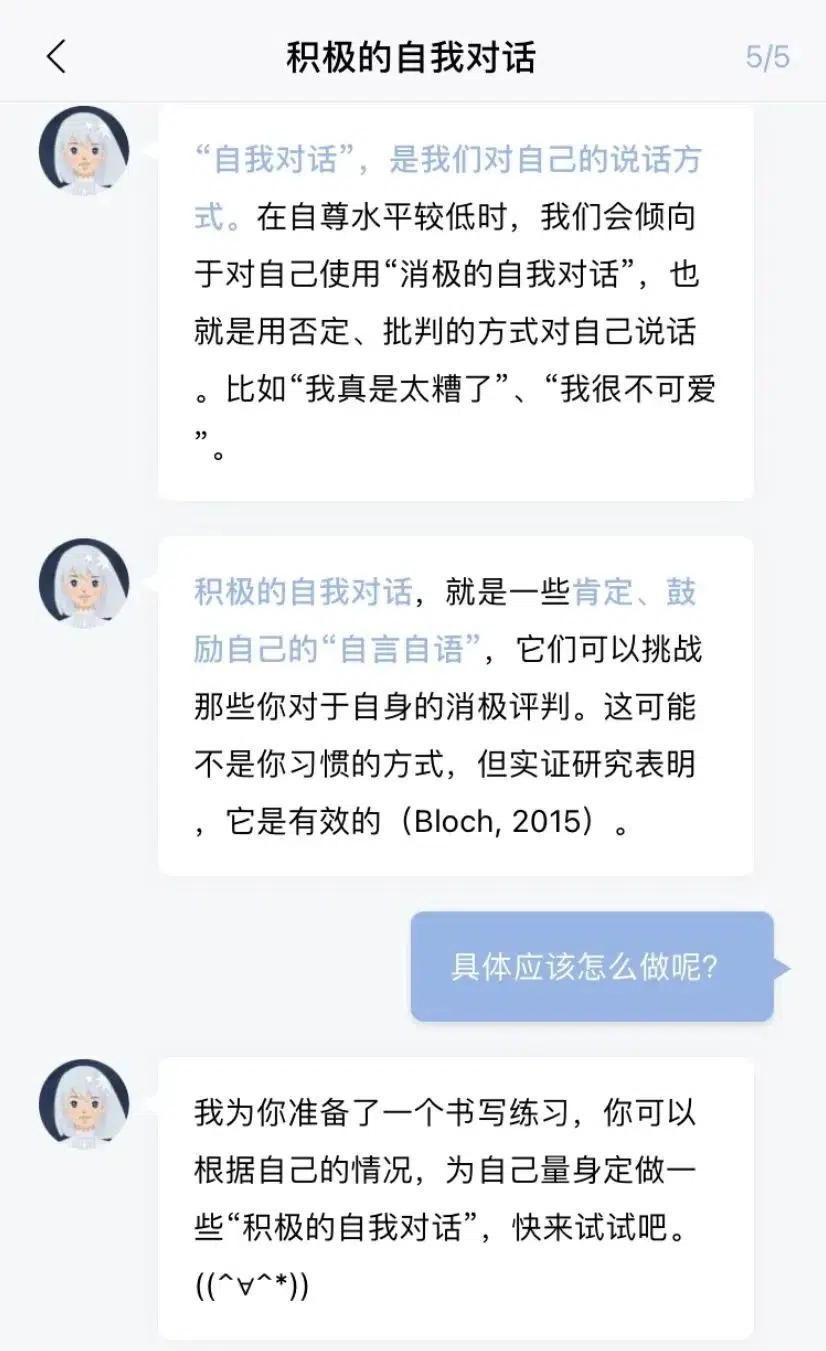 积极的自我对话
5/5
“自我对话”，是我们对自己的说话方
式。在自尊水平较低时，我们会倾向
于对自己使用“消极的自我对话”，也
就是用否定、批判的方式对自己说话
。比如“我真是太糟了”、“我很不可爱
”。
积极的自我对话，就是一些肯定、鼓
励自己的“自言自语”，它们可以挑战
那些你对于自身的消极评判。这可能
不是你习惯的方式，但实证研究表明
，它是有效的（Bloch, 2015）。
具体应该怎么做呢？
我为你准备了一个书写练习，你可以
根据自己的情况，为自己量身定做一
些“积极的自我对话”，快来试试吧。
((^∀^*))